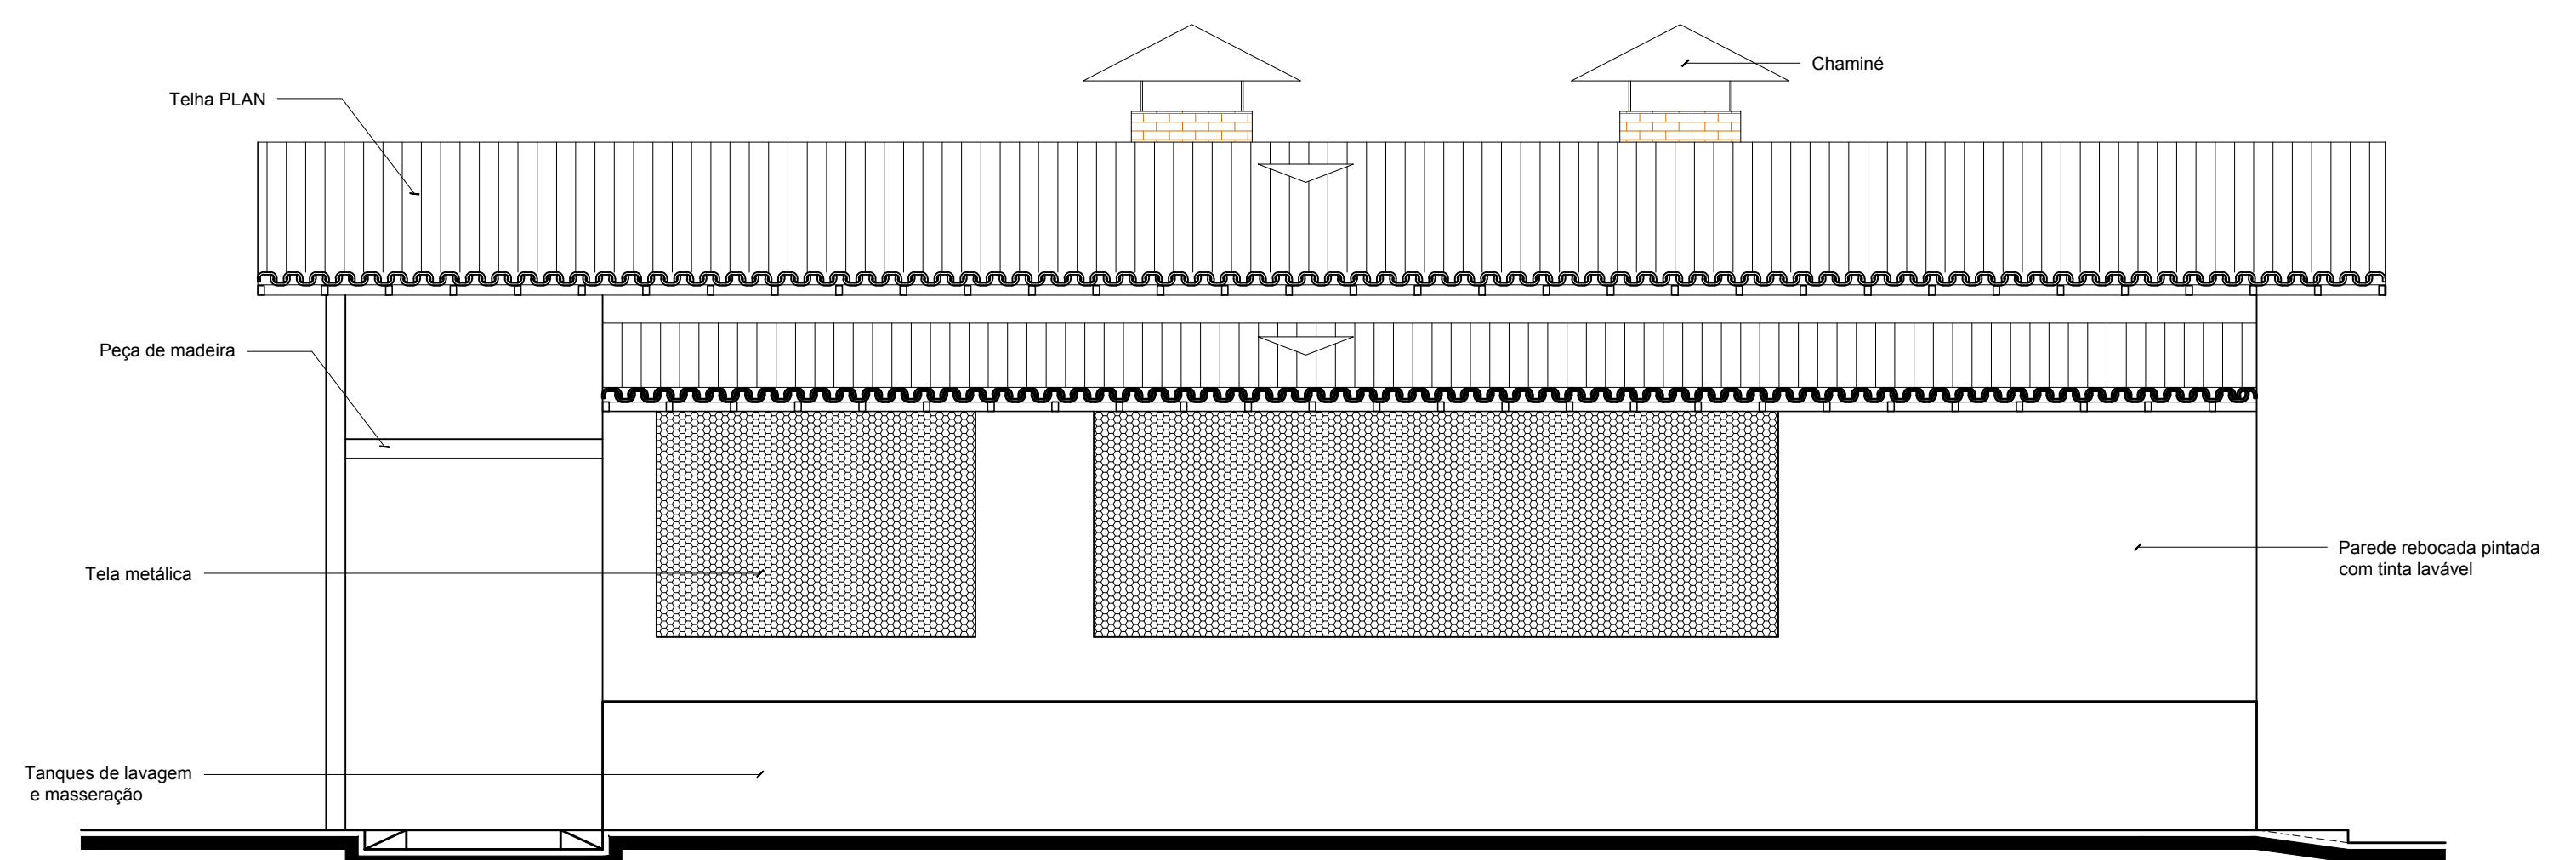 Chaminé
Telha PLAN
Peça de madeira
Parede rebocada pintada
com tinta lavável
Tela metálica
Tanques de lavagem
e masseração